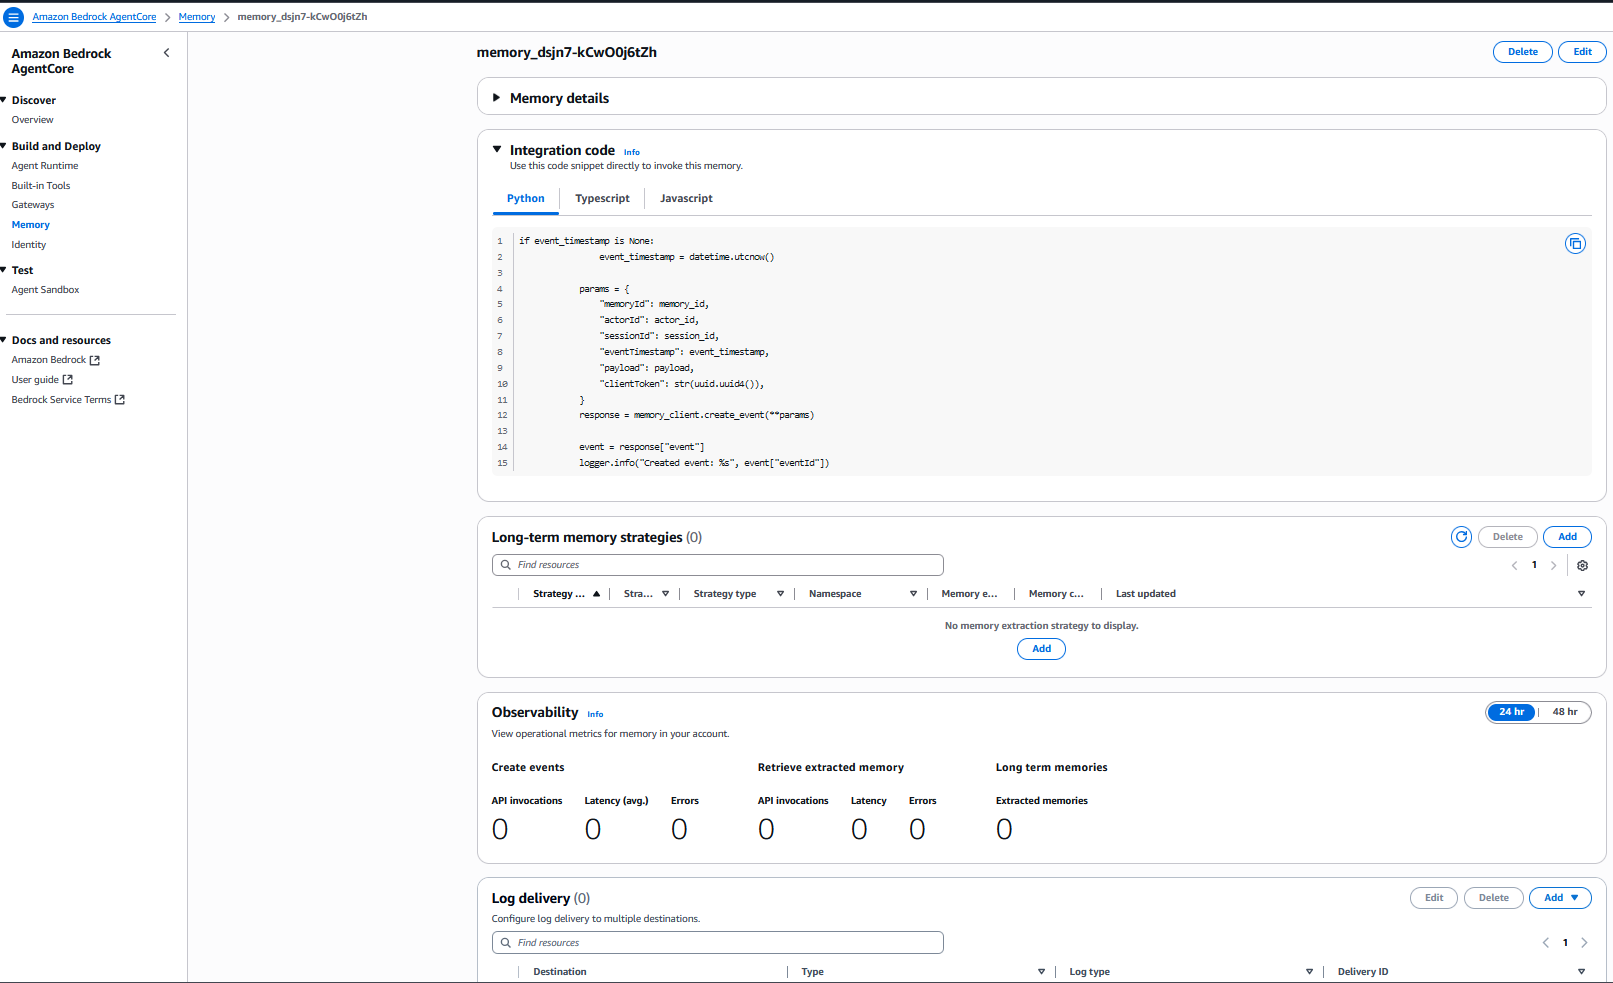 Amazon Bedrock AgentCore > Memory > memory_dsjn7-kCwO0j6tZh
Amazon Bedrock
AgentCore
Discover
Overview
Build and Deploy
Agent Runtime
Built-in Tools
Gateways
Memory
Identity
Test
Agent Sandbox
Docs and resources
Amazon Bedrock
User guide
Bedrock Service Terms
memory_dsjn7-kCwO0j6tZh
Delete
Edit
Memory details
Integration code Info
Use this code snippet directly to invoke this memory.
Python Typescript Javascript
1 if event_timestamp is None:
2 event_timestamp = datetime.utcnow()
3
4 params = {
5 "memoryId": memory_id,
6 "actorId": actor_id,
7 "sessionId": session_id,
8 "eventTimestamp": event_timestamp,
9 "payload": payload,
10 "clientToken": str(uuid.uuid4()),
11 }
12 response = memory_client.create_event(**params)
13
14 event = response["event"]
15 logger.info("Created event: %s", event["eventId"])
Long-term memory strategies (0)
Delete
Add
Find resources
1
Strategy ... Stra... Strategy type Namespace Memory e... Memory c... Last updated
No memory extraction strategy to display.
Add
Observability Info
24 hr 48 hr
View operational metrics for memory in your account.
Create events Retrieve extracted memory Long term memories
API invocations Latency (avg.) Errors API invocations Latency Errors Extracted memories
0 0 0 0 0 0 0
Log delivery (0)
Edit
Delete
Add
Configure log delivery to multiple destinations.
Find resources
1
Destination Type Log type Delivery ID